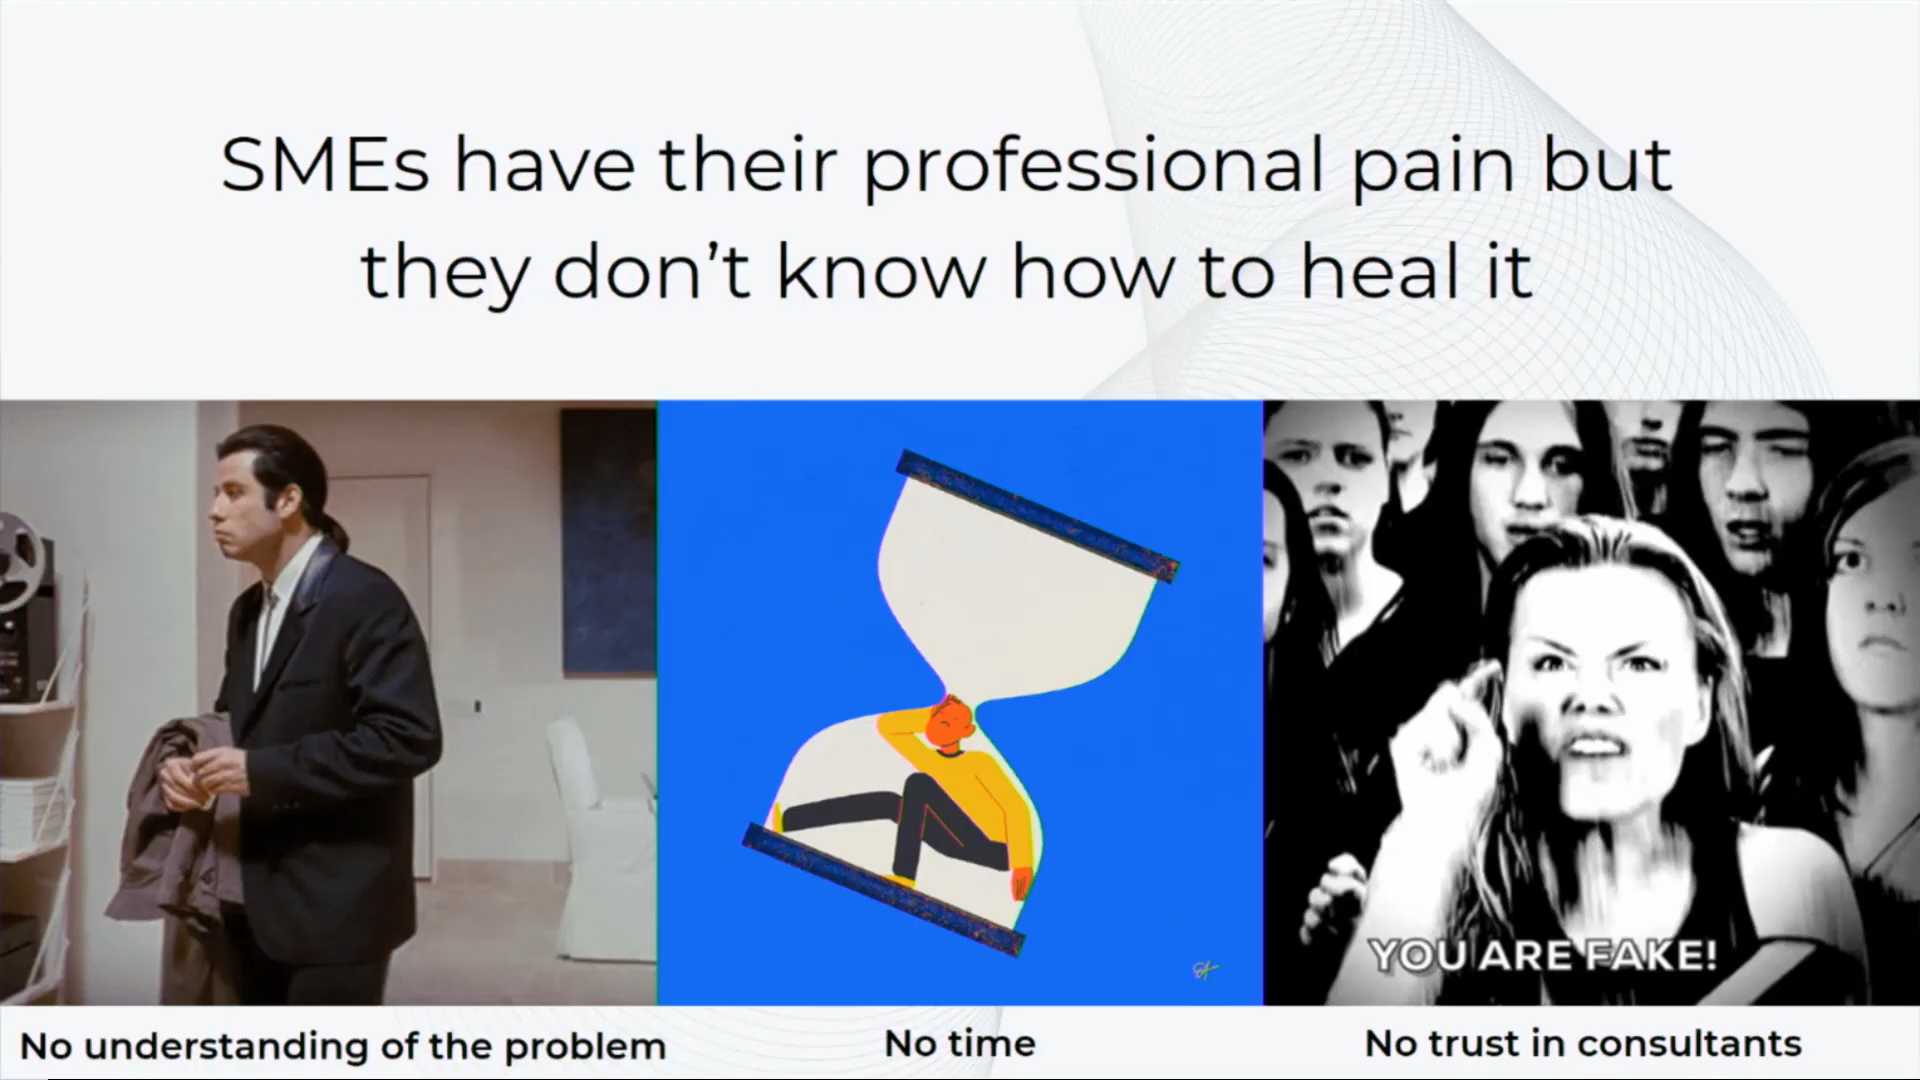 SMEs have their professional pain but
they don't know how to heal it
YOU ARE FAKE!
No understanding of the problem
No time
No trust in consultants